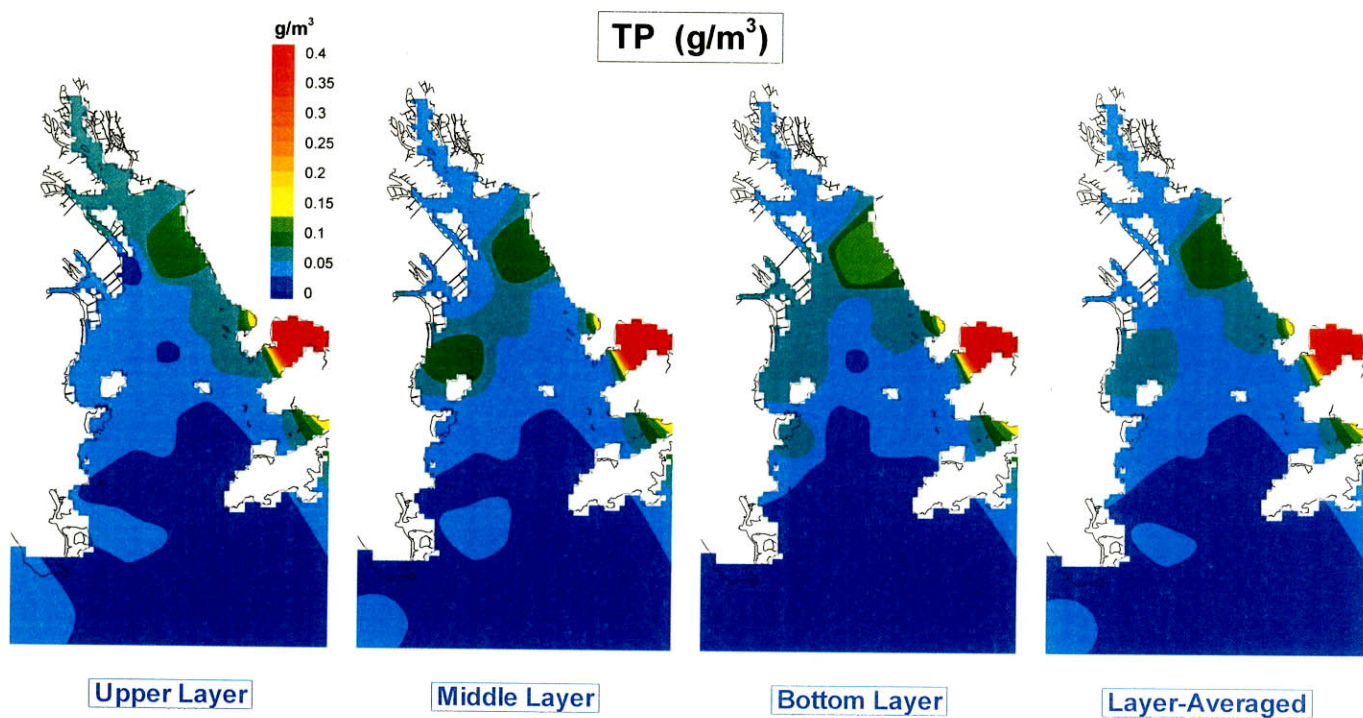 TP (g/m³)
g/m³
0.4
0.35
0.3
0.25
0.2
0.15
0.1
0.05
0
Upper Layer
Middle Layer
Bottom Layer
Layer-Averaged